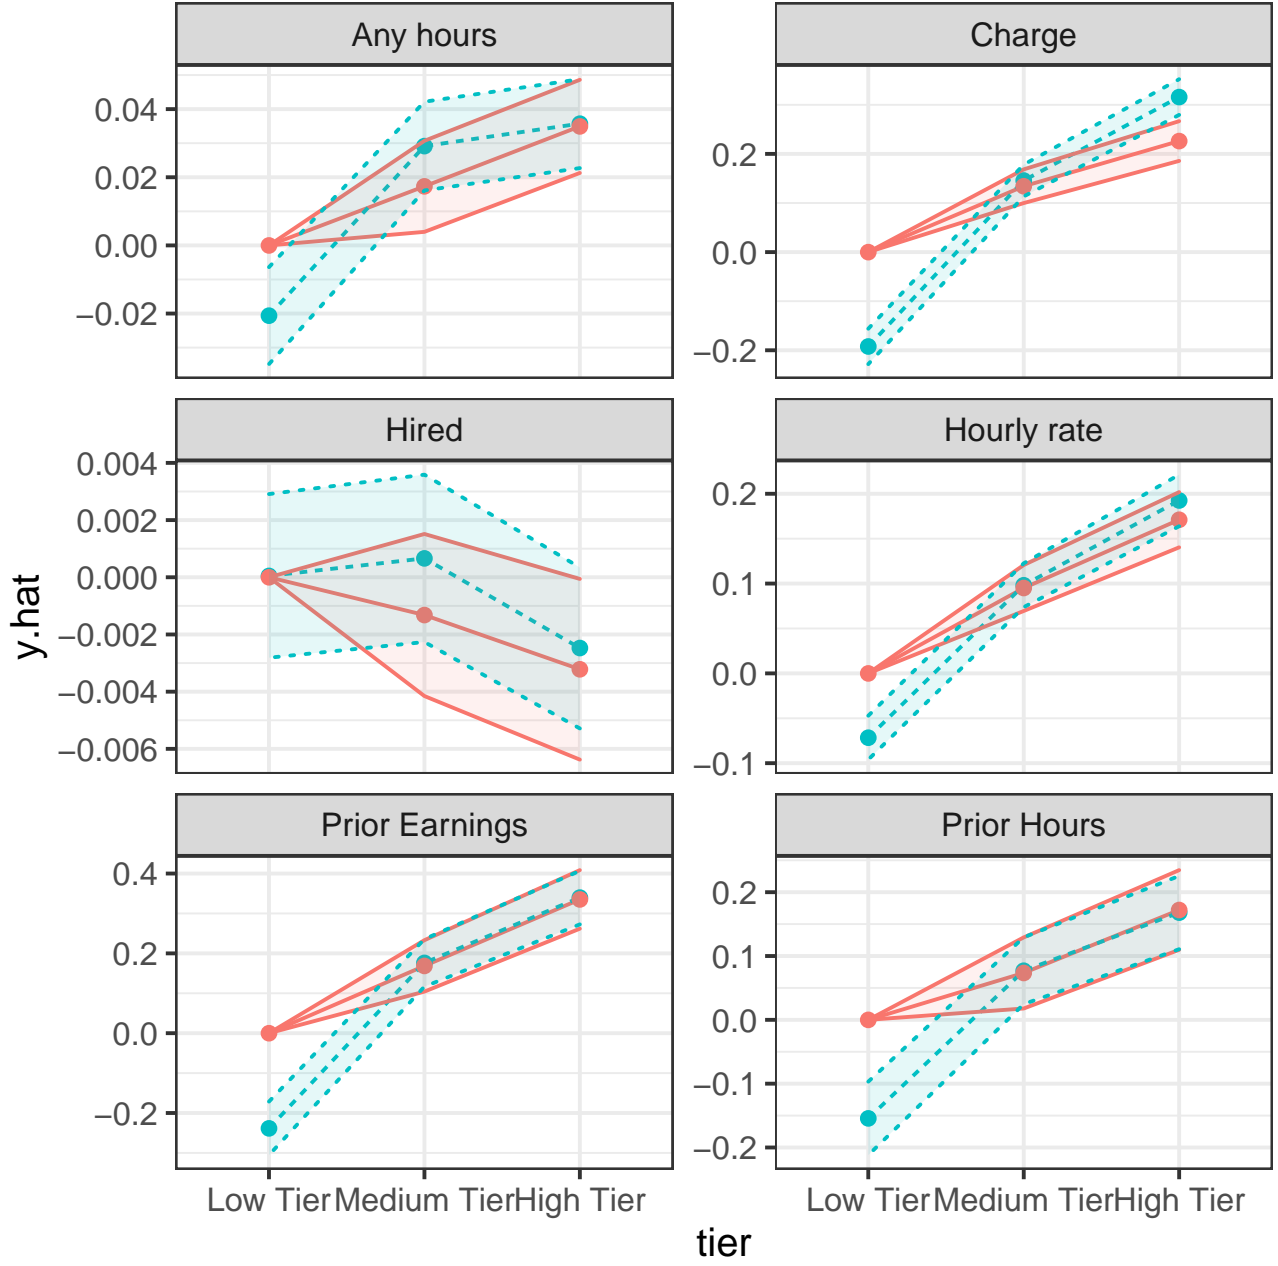 Any hours
Charge
0.04
0.02
0.00
−0.02
0.2
0.0
−0.2
Hired
Hourly rate
0.004
0.002
0.000
−0.002
−0.004
−0.006
0.2
0.1
0.0
−0.1
Prior Earnings
Prior Hours
0.4
0.2
0.0
−0.2
0.2
0.1
0.0
−0.1
−0.2
Low Tier Medium Tier High Tier
Low Tier Medium Tier High Tier
y.hat
tier